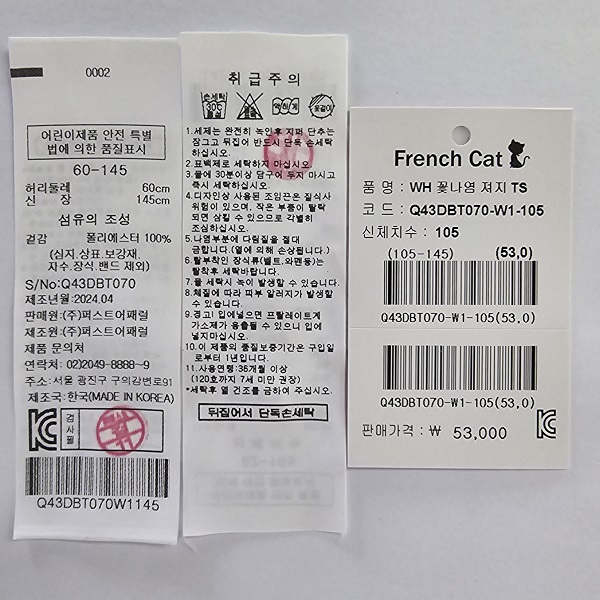 0002
어린이제품 안전 특별
법에 의한 품질표시
60-145
허리둘레 60cm
신 장 145cm
섬유의 조성
겉감 폴리에스터 100%
(심지,상표,보강재,
자수,장식,밴드 제외)
S/No:Q43DBT070
제조년월:2024.04
판매원:(주)퍼스트어패럴
제조원:(주)퍼스트어패럴
제품 문의처
연락처: 02)2049-8888~9
주소:서울 광진구 구의강변로91
제조국:한국(MADE IN KOREA)
KC 검사필
Q43DBT070W1145
취급주의
손세탁 30℃ 중성
약하게
옷걸이
1.세제는 완전히 녹인후 지퍼 단추는
잠그고 뒤집어 반드시 단독 손세탁
하십시오.
2.표백제로 세탁하지 마십시오.
3.물에 30분이상 담구어 두지 마시고
즉시 세탁하십시오.
4.디자인상 사용된 조임끈은 질식사
위험이 있으며, 작은 부품이 탈락
되면 삼킬 수 있으므로 각별히
조심하십시오.
5.나염부분에 다림질을 절대
금합니다.(열에 의해 손상됩니다.)
6.탈부착인 장식류(벨트,와펜등)는
탈착후 세탁바랍니다.
7.물 세탁시 녹이 발생할 수 있습니다.
8.체질에 따라 피부 알러지가 발생할
수 있습니다.
9.경고! 입에넣으면 프탈레이트계
가소제가 용출될 수 있으니 입에
넣지마십시오.
10.이 제품의 품질보증기간은 구입일
로부터 1년입니다.
11.사용연령:36개월 이상
(120호까지 7세 미만 권장)
*세탁후 열 건조를 금하여 주십시오.
뒤집어서 단독손세탁
French Cat
품 명 : WH 꽃나염 져지 TS
코 드 : Q43DBT070-W1-105
신체치수 : 105
(105-145) (53,0)
Q43DBT070-W1-105(53,0)
Q43DBT070-W1-105(53,0)
판매가격 : ₩ 53,000 KC